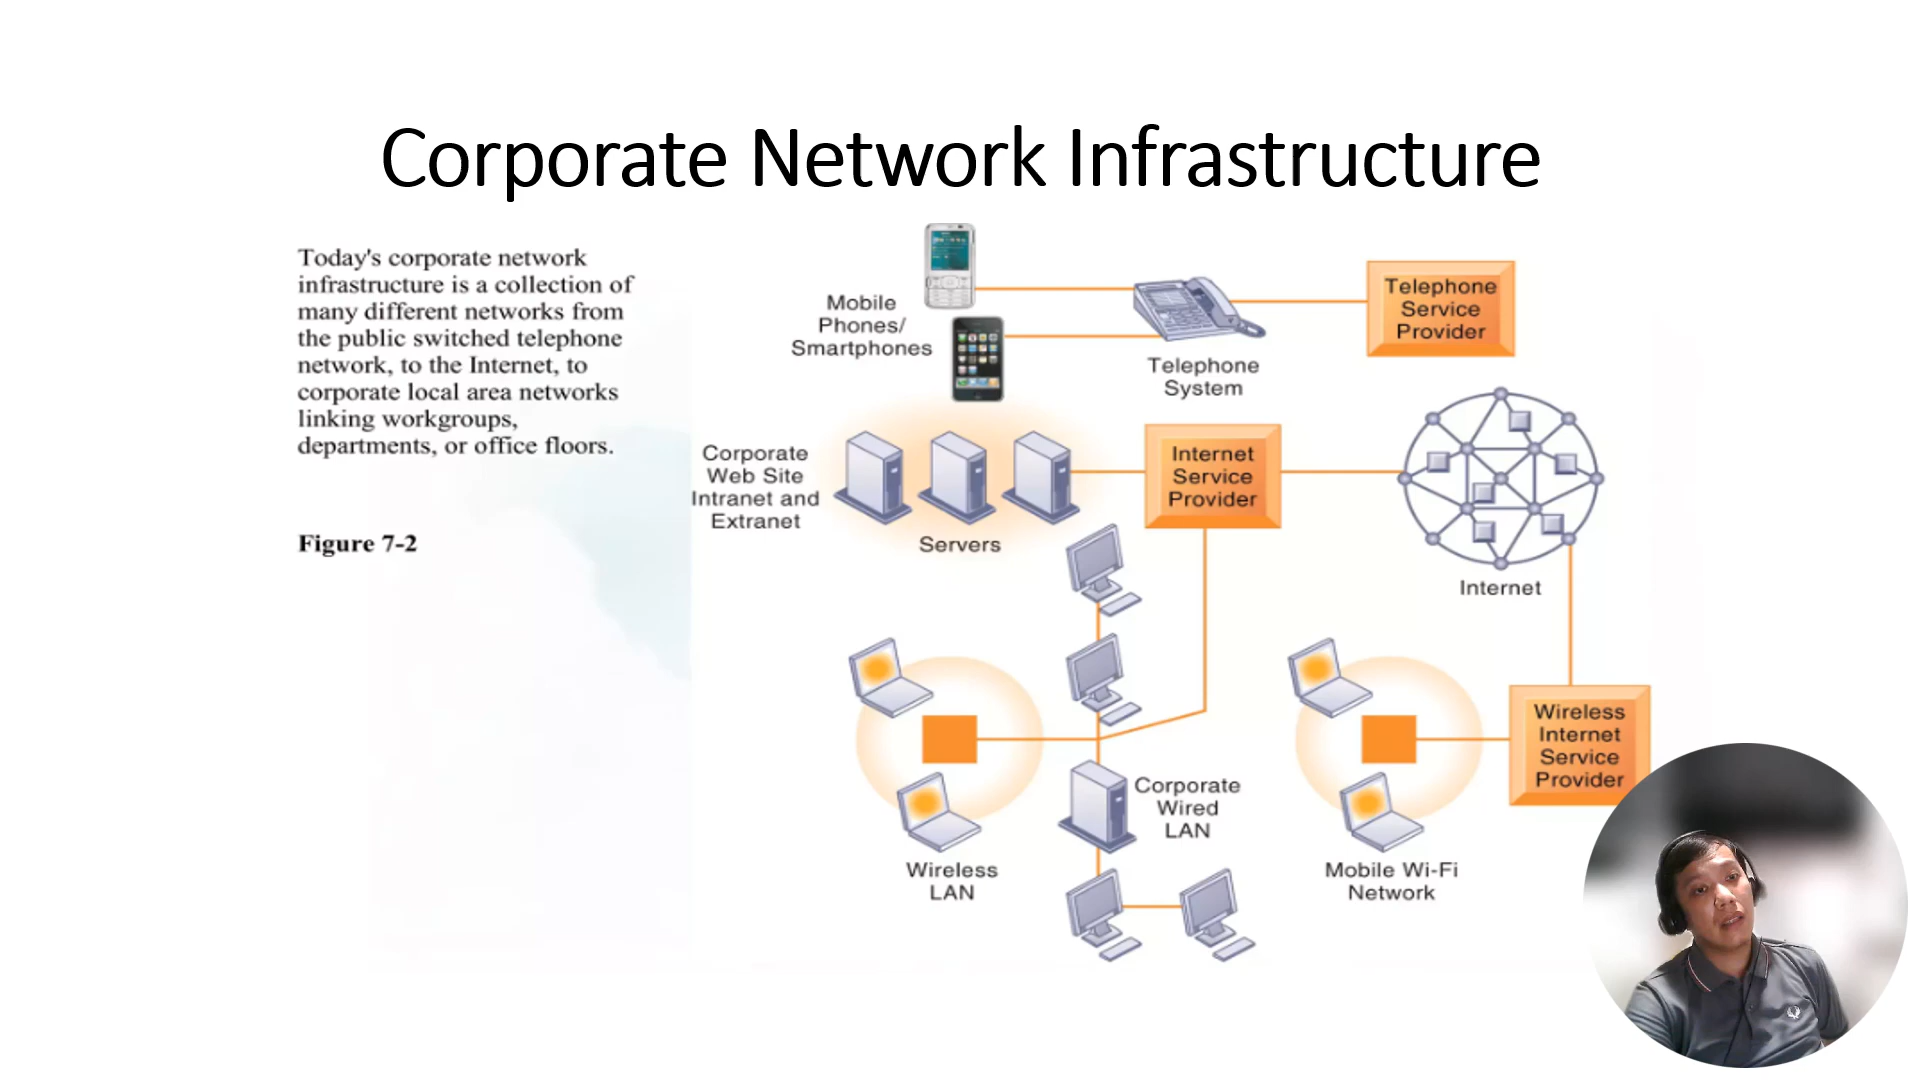 Corporate Network Infrastructure
Today's corporate network
infrastructure is a collection of
many different networks from
the public switched telephone
network, to the Internet, to
corporate local area networks
linking workgroups,
departments, or office floors.
Figure 7-2
Mobile
Phones/
Smartphones
Telephone
System
Telephone
Service
Provider
Corporate
Web Site
Intranet and
Extranet
Servers
Internet
Service
Provider
Internet
Wireless
LAN
Corporate
Wired
LAN
Mobile Wi-Fi
Network
Wireless
Internet
Service
Provider